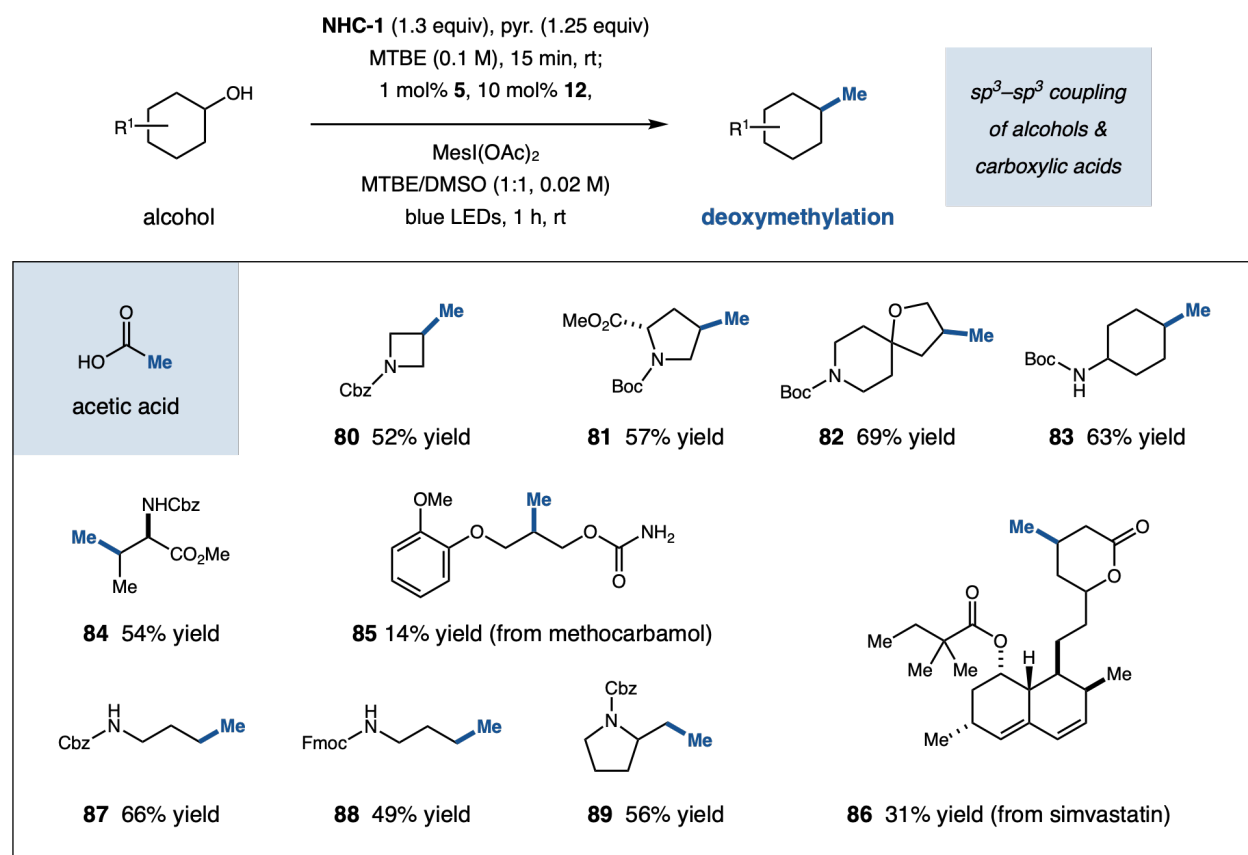 NHC-1 (1.3 equiv), pyr. (1.25 equiv)
MTBE (0.1 M), 15 min, rt;
1 mol% 5, 10 mol% 12,
MesI(OAc)₂
MTBE/DMSO (1:1, 0.02 M)
blue LEDs, 1 h, rt
R¹
OH
alcohol
R¹
Me
deoxymethylation
sp³–sp³ coupling
of alcohols &
carboxylic acids
O
HO
Me
acetic acid
Me
N
Cbz
80 52% yield
MeO₂C
Me
N
Boc
81 57% yield
O
Me
N
Boc
82 69% yield
Me
Boc
N
H
83 63% yield
NHCbz
Me
CO₂Me
Me
84 54% yield
OMe
Me
O
O
NH₂
O
85 14% yield (from methocarbamol)
Me
O
O
O
Me
O
Me
Me
H
Me
Me
86 31% yield (from simvastatin)
H
N
Cbz
Me
87 66% yield
H
N
Fmoc
Me
88 49% yield
Cbz
N
Me
89 56% yield